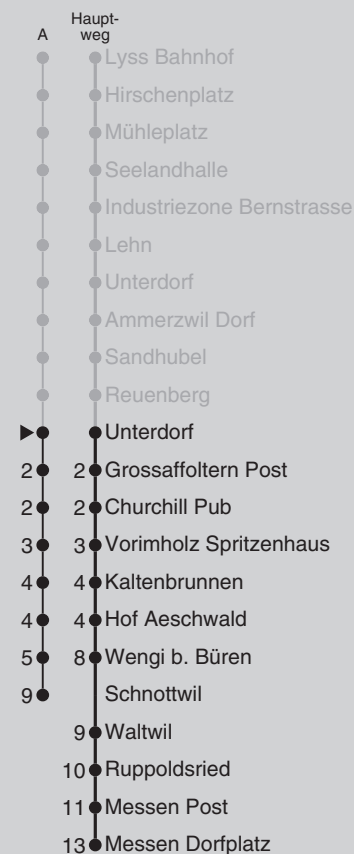 A Haupt-
weg
Lyss Bahnhof
Hirschenplatz
Mühleplatz
Seelandhalle
Industriezone Bernstrasse
Lehn
Unterdorf
Ammerzwil Dorf
Sandhubel
Reuenberg
Unterdorf
2 2 Grossaffoltern Post
2 2 Churchill Pub
3 3 Vorimholz Spritzenhaus
4 4 Kaltenbrunnen
4 4 Hof Aeschwald
5 8 Wengi b. Büren
9 Schnottwil
9 Waltwil
10 Ruppoldsried
11 Messen Post
13 Messen Dorfplatz